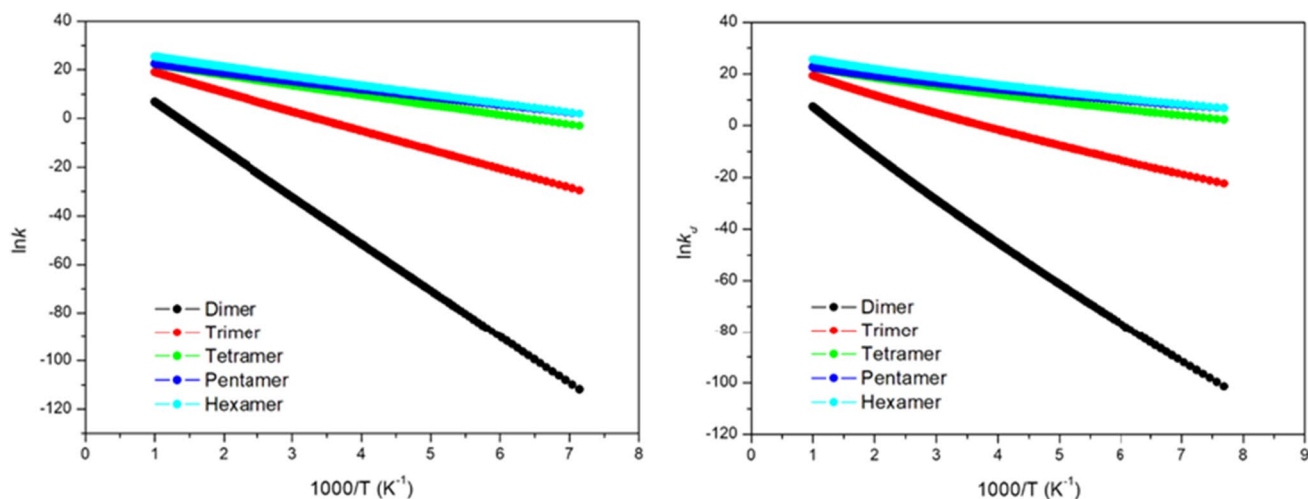 40
20
0
-20
-40
-60
-80
-100
-120
lnk
Dimer
Trimer
Tetramer
Pentamer
Hexamer
0 1 2 3 4 5 6 7 8
1000/T (K⁻¹)
40
20
0
-20
-40
-60
-80
-100
-120
lnk_d
Dimer
Trimer
Tetramer
Pentamer
Hexamer
0 1 2 3 4 5 6 7 8 9
1000/T (K⁻¹)